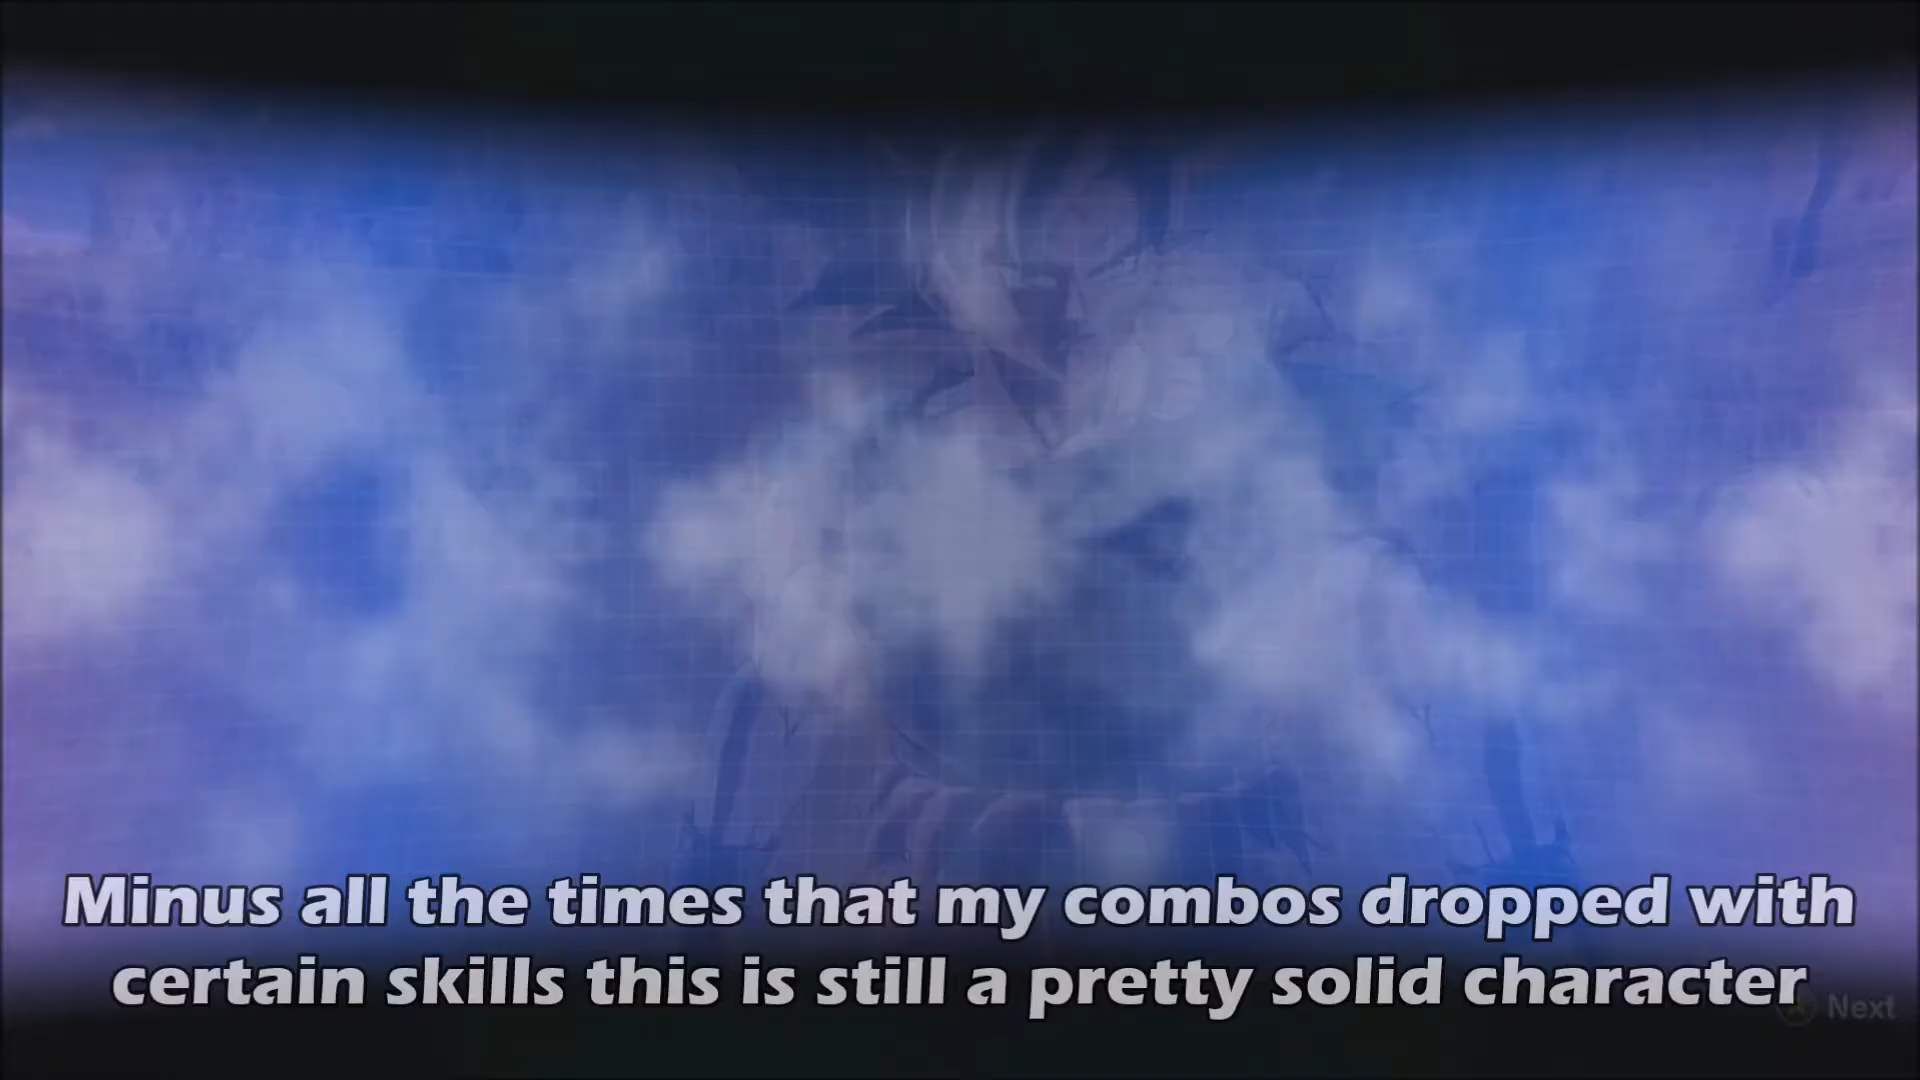 Minus all the times that my combos dropped with
certain skills this is still a pretty solid character
Next